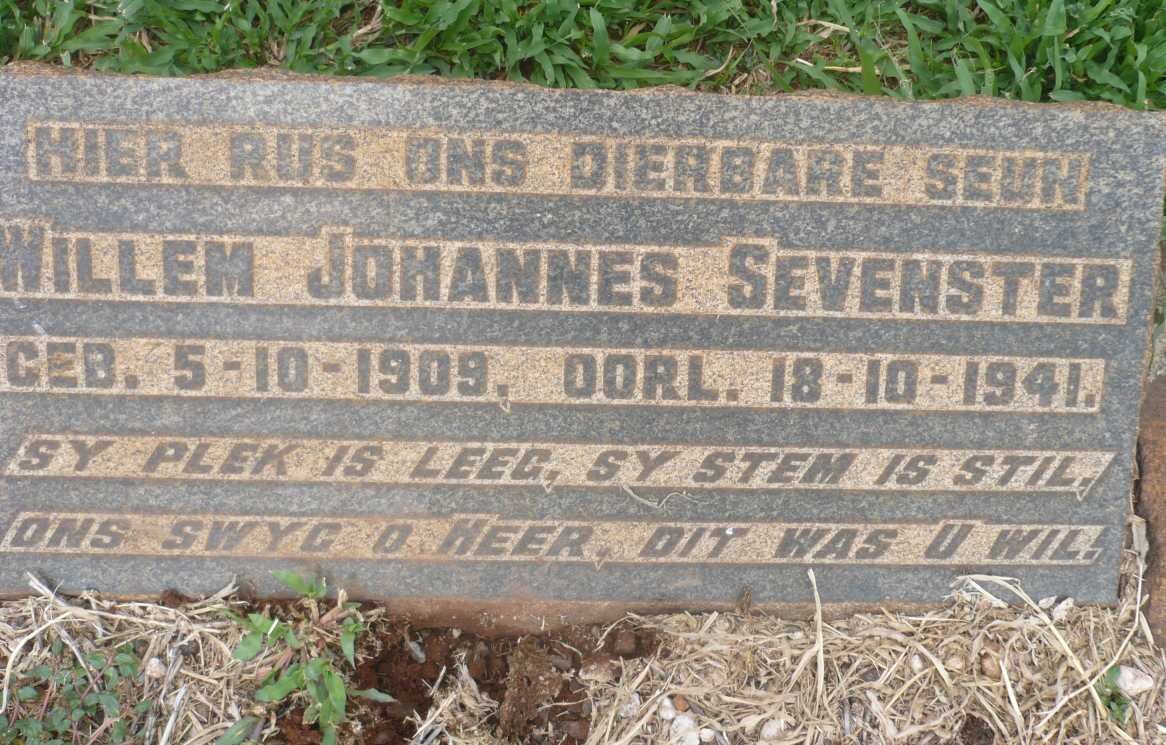 HIER RUS ONS DIERBARE SEUN
WILLEM JOHANNES SEVENSTER
GEB. 5-10-1909, OORL. 18-10-1941.
SY PLEK IS LEEG, SY STEM IS STIL,
ONS SWYG O HEER, DIT WAS U WIL.